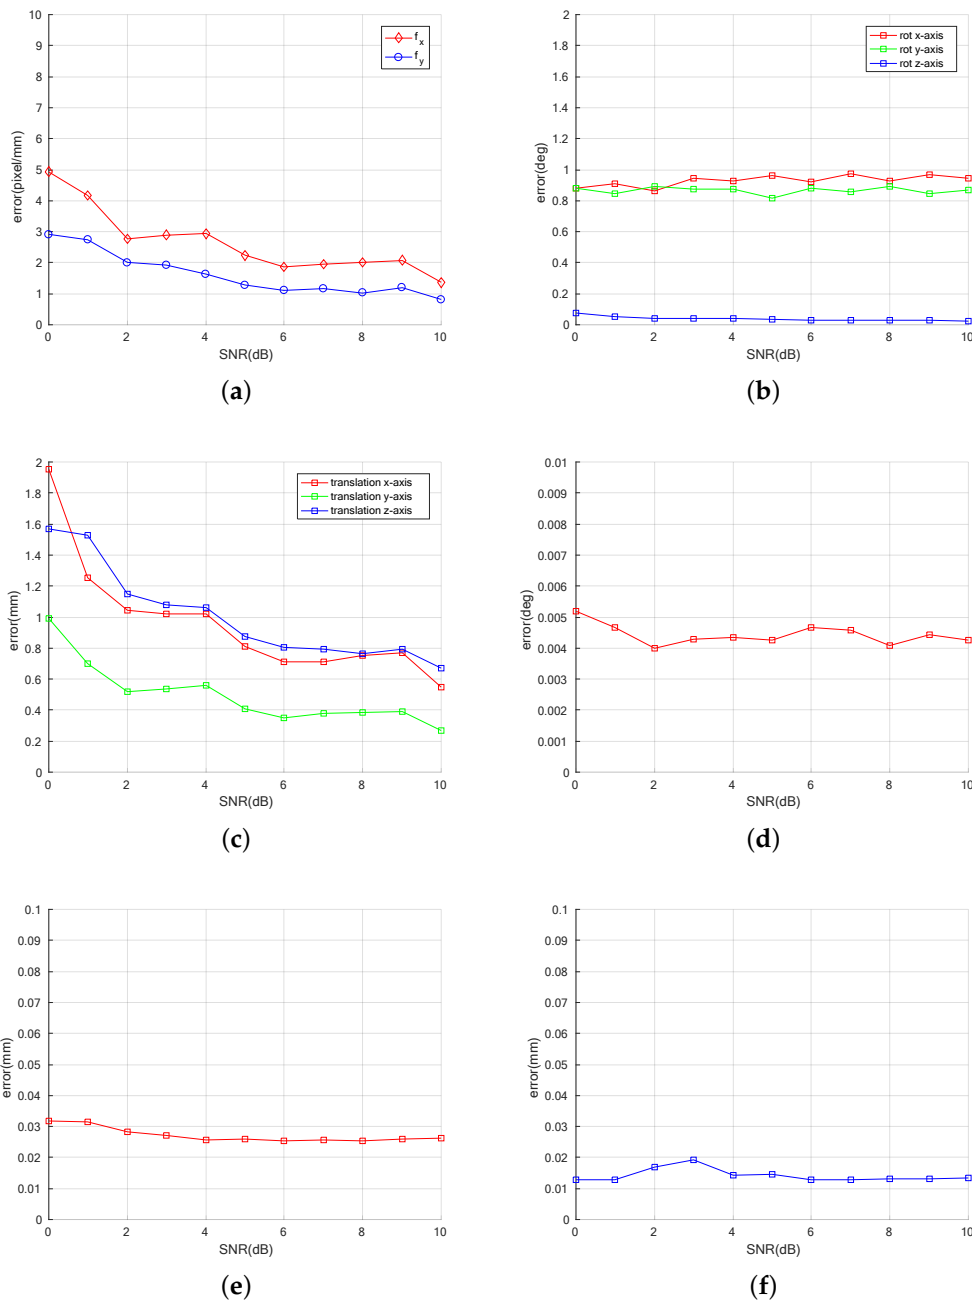 10
9
8
7
6
5
4
3
2
1
0
error(pixel/mm)
f x
f y
0 2 4 6 8 10
SNR(dB)
(a)
2
1.8
1.6
1.4
1.2
1
0.8
0.6
0.4
0.2
0
error(deg)
rot x-axis
rot y-axis
rot z-axis
0 2 4 6 8 10
SNR(dB)
(b)
2
1.8
1.6
1.4
1.2
1
0.8
0.6
0.4
0.2
0
error(mm)
translation x-axis
translation y-axis
translation z-axis
0 2 4 6 8 10
SNR(dB)
(c)
0.01
0.009
0.008
0.007
0.006
0.005
0.004
0.003
0.002
0.001
0
error(deg)
0 2 4 6 8 10
SNR(dB)
(d)
0.1
0.09
0.08
0.07
0.06
0.05
0.04
0.03
0.02
0.01
0
error(mm)
0 2 4 6 8 10
SNR(dB)
(e)
0.1
0.09
0.08
0.07
0.06
0.05
0.04
0.03
0.02
0.01
0
error(mm)
0 2 4 6 8 10
SNR(dB)
(f)